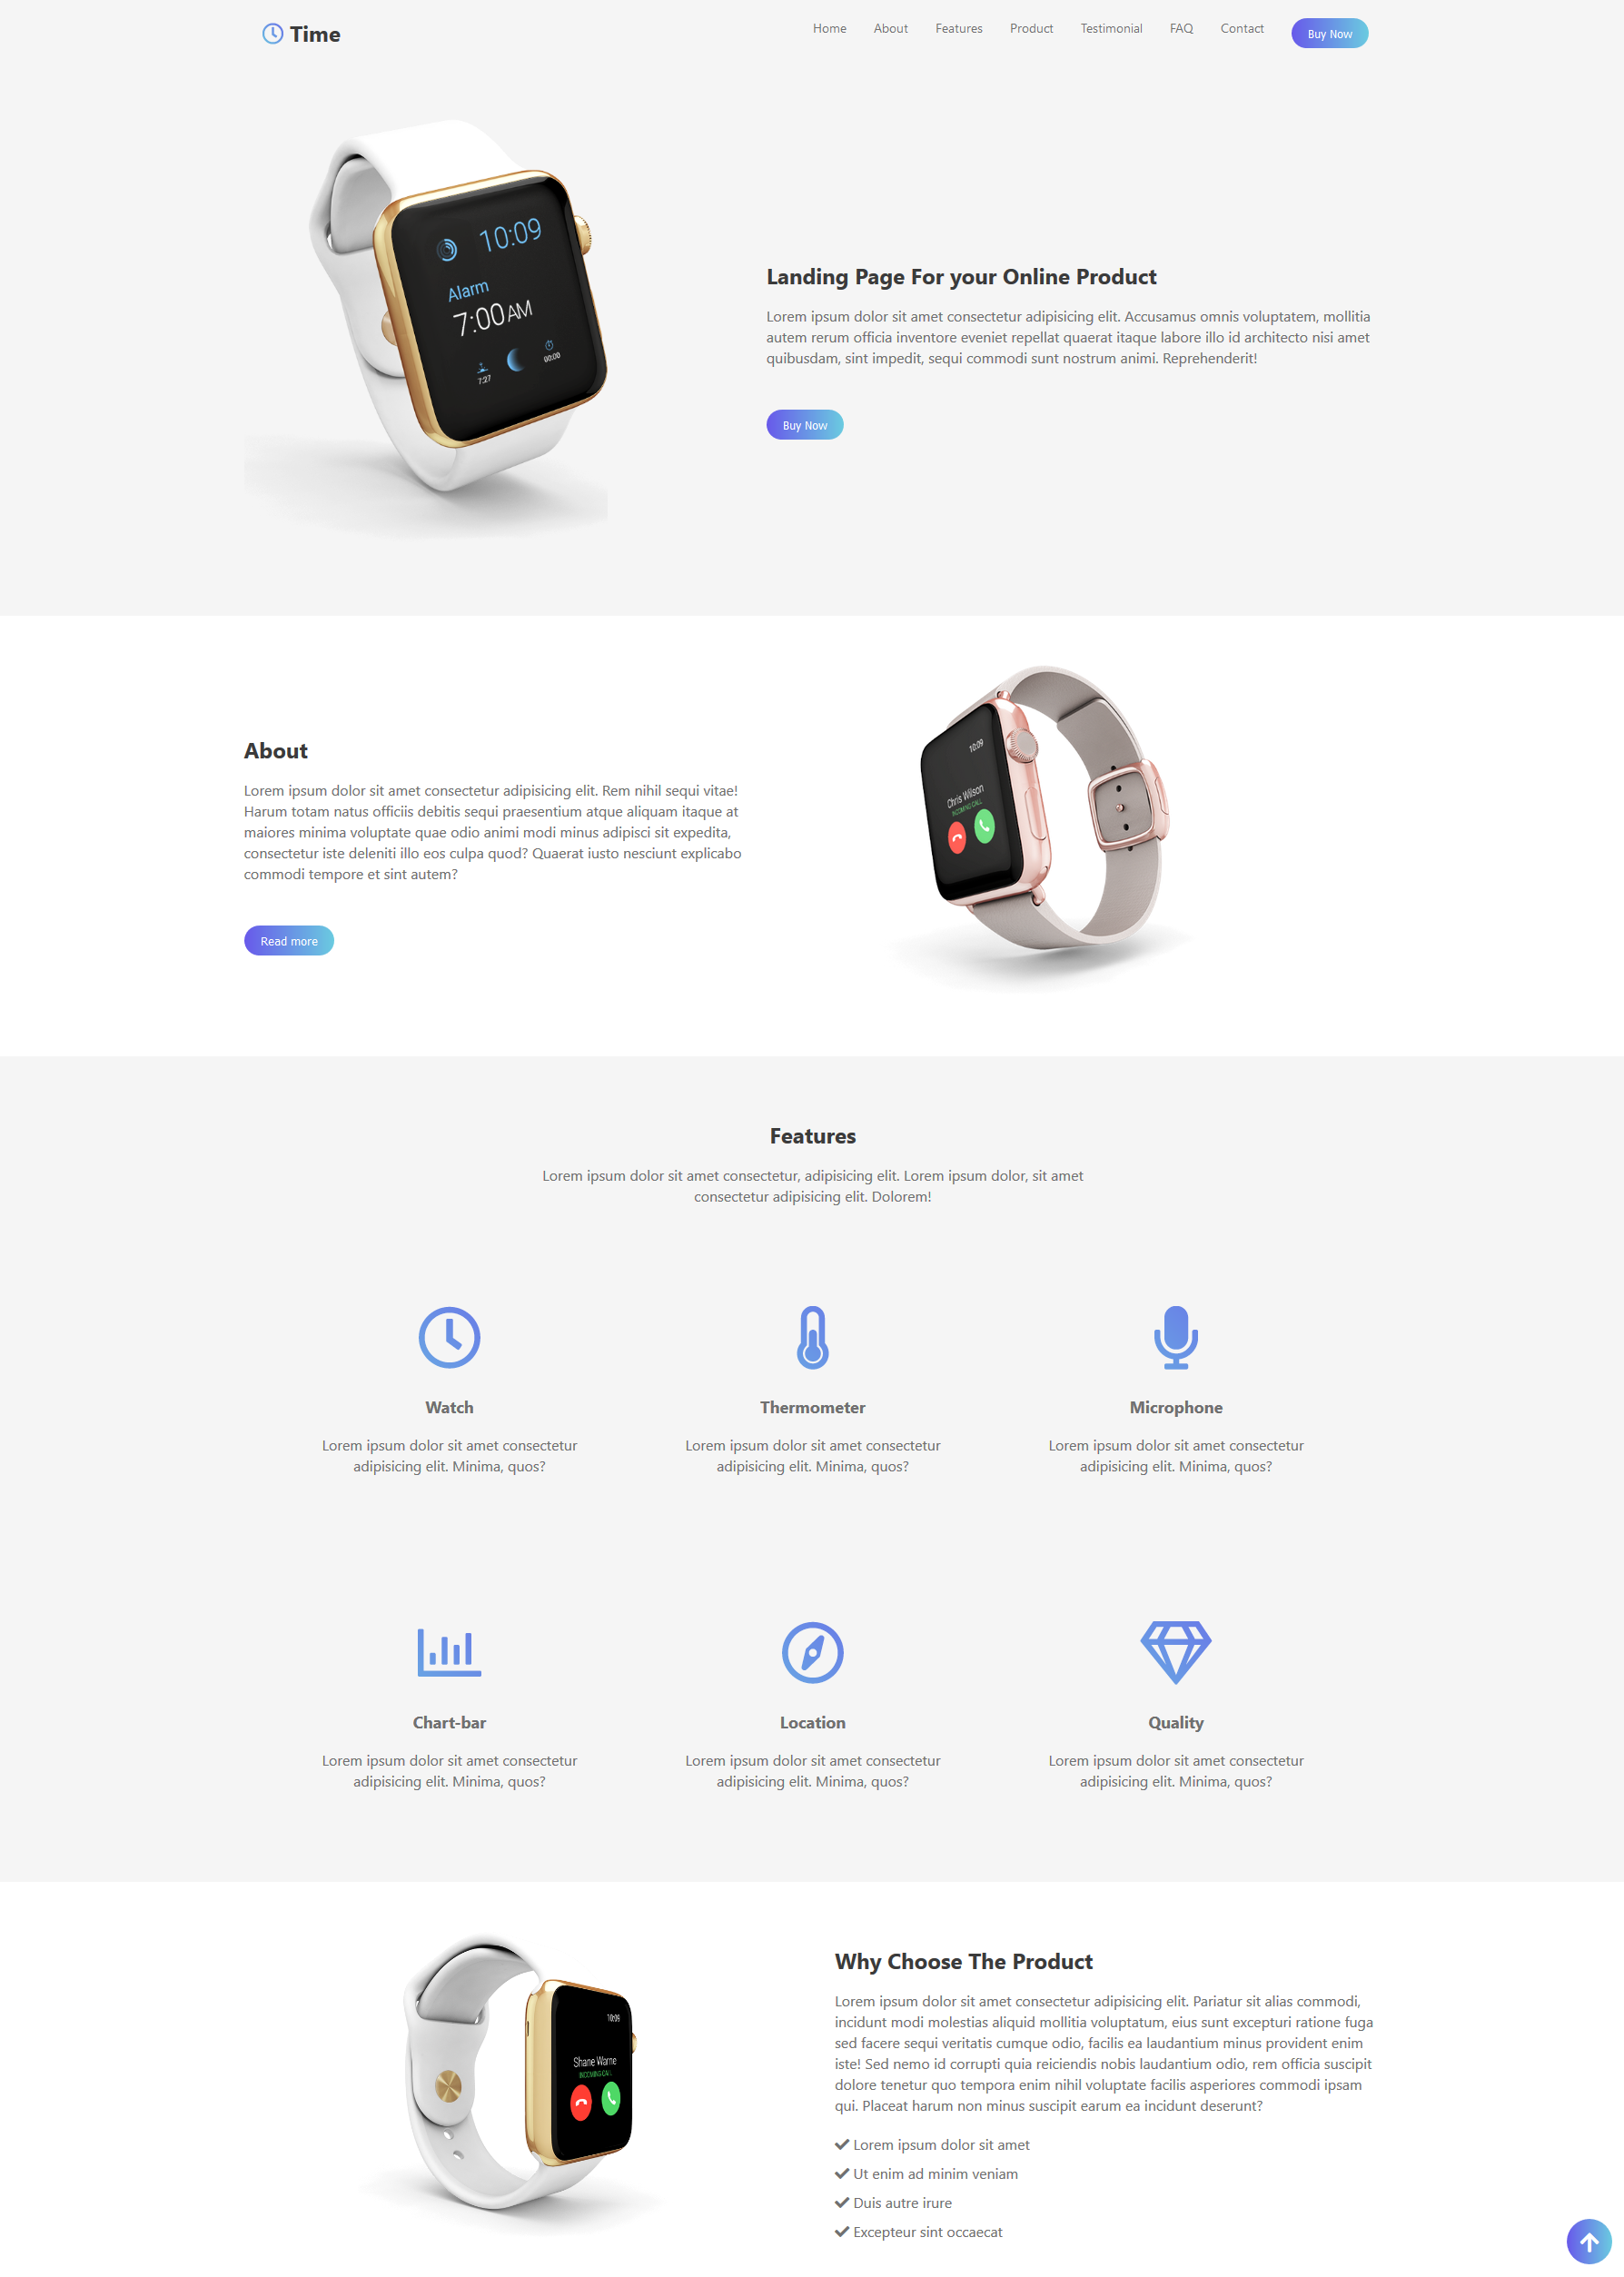 Time
Home About Features Product Testimonial FAQ Contact Buy Now
10:09
Alarm
7:00AM
7:27
00:00
Landing Page For your Online Product
Lorem ipsum dolor sit amet consectetur adipisicing elit. Accusamus omnis voluptatem, mollitia
autem rerum officia inventore eveniet repellat quaerat itaque labore illo id architecto nisi amet
quibusdam, sint impedit, sequi commodi sunt nostrum animi. Reprehenderit!
Buy Now
About
Lorem ipsum dolor sit amet consectetur adipisicing elit. Rem nihil sequi vitae!
Harum totam natus officiis debitis sequi praesentium atque aliquam itaque at
maiores minima voluptate quae odio animi modi minus adipisci sit expedita,
consectetur iste deleniti illo eos culpa quod? Quaerat iusto nesciunt explicabo
commodi tempore et sint autem?
Read more
10:09
Chris Wilson
INCOMING CALL
Features
Lorem ipsum dolor sit amet consectetur, adipisicing elit. Lorem ipsum dolor, sit amet
consectetur adipisicing elit. Dolorem!
Watch
Lorem ipsum dolor sit amet consectetur
adipisicing elit. Minima, quos?
Thermometer
Lorem ipsum dolor sit amet consectetur
adipisicing elit. Minima, quos?
Microphone
Lorem ipsum dolor sit amet consectetur
adipisicing elit. Minima, quos?
Chart-bar
Lorem ipsum dolor sit amet consectetur
adipisicing elit. Minima, quos?
Location
Lorem ipsum dolor sit amet consectetur
adipisicing elit. Minima, quos?
Quality
Lorem ipsum dolor sit amet consectetur
adipisicing elit. Minima, quos?
10:09
Shane Warne
INCOMING CALL
Why Choose The Product
Lorem ipsum dolor sit amet consectetur adipisicing elit. Pariatur sit alias commodi,
incidunt modi molestias aliquid mollitia voluptatum, eius sunt excepturi ratione fuga
sed facere sequi veritatis cumque odio, facilis ea laudantium minus provident enim
iste! Sed nemo id corrupti quia reiciendis nobis laudantium odio, rem officia suscipit
dolore tenetur quo tempora enim nihil voluptate facilis asperiores commodi ipsam
qui. Placeat harum non minus suscipit earum ea incidunt deserunt?
Lorem ipsum dolor sit amet
Ut enim ad minim veniam
Duis autre irure
Excepteur sint occaecat